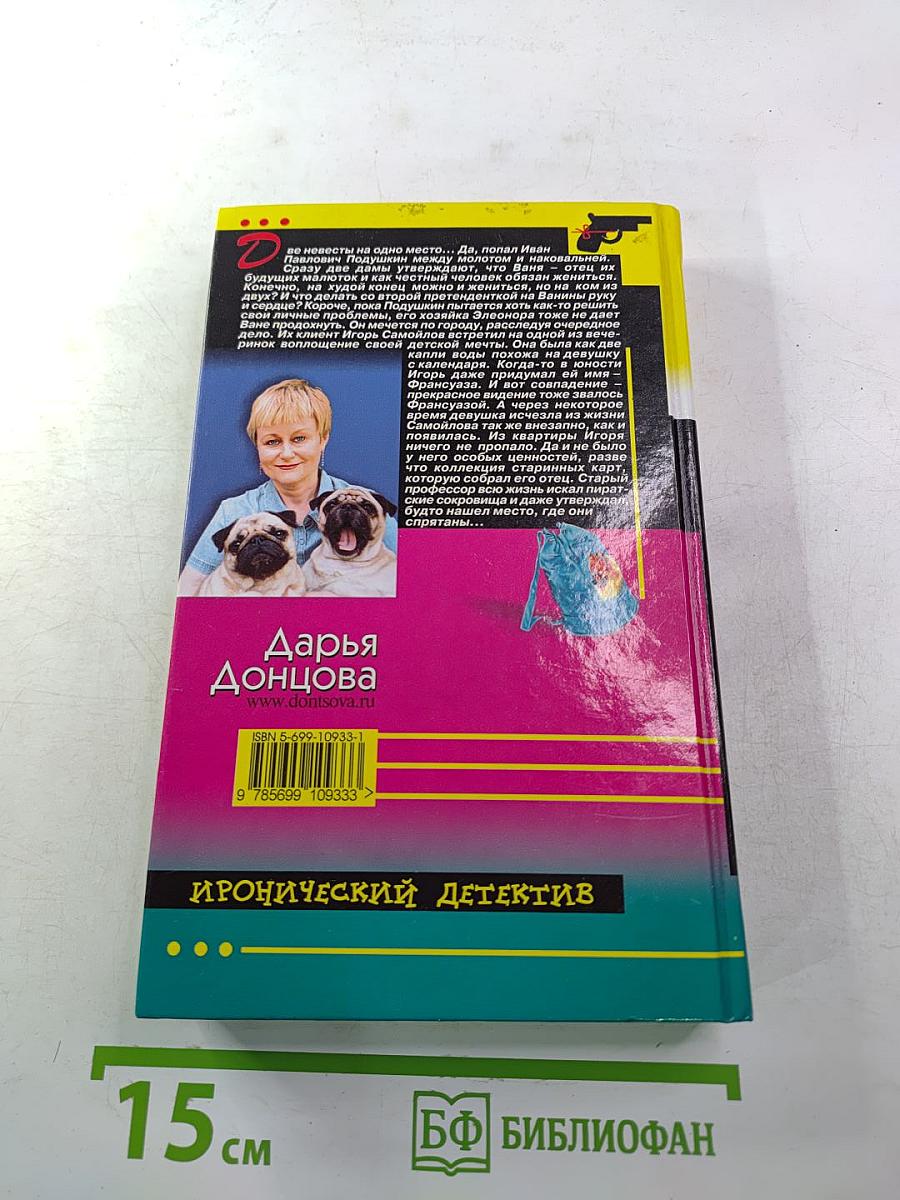 Две невесты на одно место... Да, попал Иван
Павлович Подушкин между молотом и наковальней.
Сразу две дамы утверждают, что Ваня – отец их
будущих малюток и как честный человек обязан жениться.
Конечно, на худой конец можно и жениться, но на ком из
двух? И что делать со второй претенденткой на Ванины руку
и сердце? Короче, пока Подушкин пытается хоть как-то решить
свои личные проблемы, его хозяйка Элеонора тоже не дает
Ване продохнуть. Он мечется по городу, расследуя очередное
дело. Их клиент Игорь Самойлов встретил на одной из вече-
ринок воплощение своей детской мечты. Она была как две
капли воды похожа на девушку
с календаря. Когда-то в юности
Игорь даже придумал ей имя –
Франсуаза. И вот совпадение –
прекрасное видение тоже звалось
Франсуазой. А через некоторое
время девушка исчезла из жизни
Самойлова так же внезапно, как и
появилась. Из квартиры Игоря
ничего не пропало. Да и не было
у него особых ценностей, разве
что коллекция старинных карт,
которую собрал его отец. Старый
профессор всю жизнь искал пират-
ские сокровища и даже утверждал,
будто нашел место, где они
спрятаны...
Дарья
Донцова
www.dontsova.ru
ISBN 5-699-10933-1
9 785699 109333 >
ИРОНИЧЕСКИЙ ДЕТЕКТИВ
15 см
БФ БИБЛИОФАН